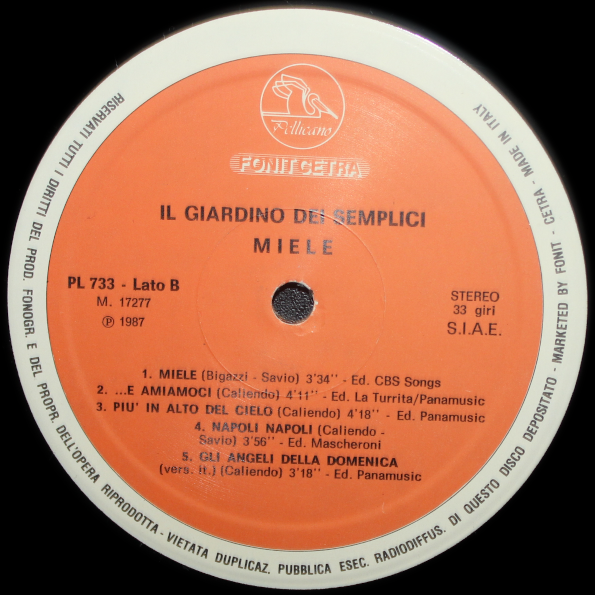 Pellicano
FONIT CETRA
IL GIARDINO DEI SEMPLICI
MIELE
PL 733 - Lato B
M. 17277
℗ 1987
STEREO
33 giri
S.I.A.E.
1. MIELE (Bigazzi - Savio) 3'34'' - Ed. CBS Songs
2. ...E AMIAMOCI (Caliendo) 4'11'' - Ed. La Turrita/Panamusic
3. PIU' IN ALTO DEL CIELO (Caliendo) 4'18'' - Ed. Panamusic
4. NAPOLI NAPOLI (Caliendo -
Savio) 3'56'' - Ed. Mascheroni
5. GLI ANGELI DELLA DOMENICA
(vers. it.) (Caliendo) 3'18'' - Ed. Panamusic
RISERVATI TUTTI I DIRITTI DEL PROD. FONOGR. E DEL PROPR. DELL'OPERA RIPRODOTTA - VIETATA DUPLICAZ. PUBBLICA ESEC. RADIODIFFUS. DI QUESTO DISCO DEPOSITATO - MARKETED BY FONIT - CETRA - MADE IN ITALY